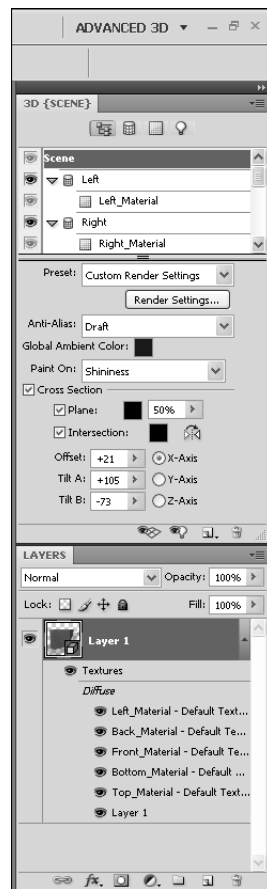 ADVANCED 3D
3D {SCENE}
Scene
Left
Left_Material
Right
Right_Material
Preset: Custom Render Settings
Render Settings...
Anti-Alias: Draft
Global Ambient Color:
Paint On: Shininess
Cross Section
Plane: 50%
Intersection:
Offset: +21 X-Axis
Tilt A: +105 Y-Axis
Tilt B: -73 Z-Axis
LAYERS
Normal Opacity: 100%
Lock: Fill: 100%
Layer 1
Textures
Diffuse
Left_Material - Default Text...
Back_Material - Default Te...
Front_Material - Default Te...
Bottom_Material - Default ...
Top_Material - Default Text...
Layer 1
fx.